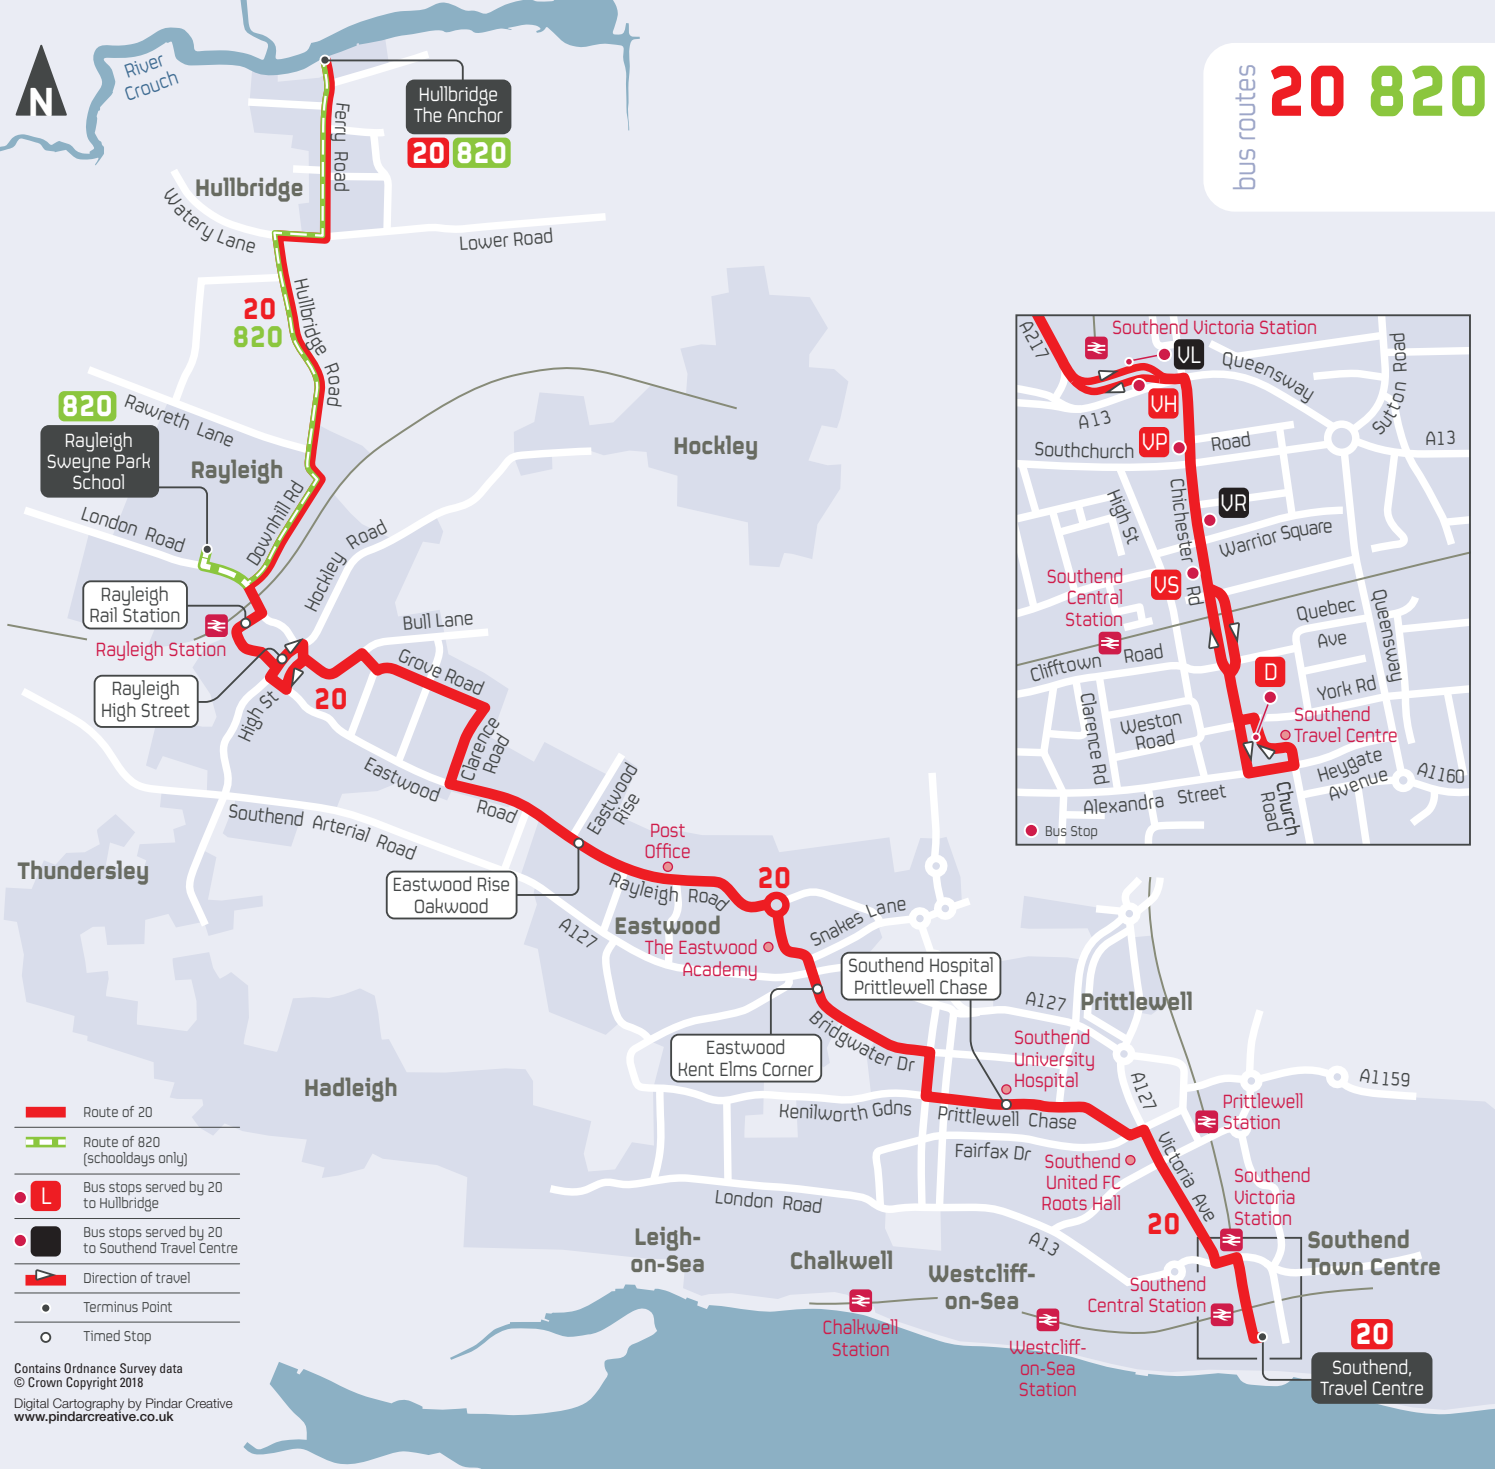 bus routes
20 820
N
River
Crouch
Hullbridge
The Anchor
20 820
Ferry Road
Hullbridge
Watery Lane
Lower Road
20
820
Hullbridge Road
820
Rayleigh
Sweyne Park
School
Rawreth Lane
Rayleigh
London Road
Downhill Rd
Hockley
Hockley Road
Rayleigh
Rail Station
Rayleigh Station
Rayleigh
High Street
High St
20
Bull Lane
Grove Road
Clarence
Road
Eastwood
Road
Eastwood
Rise
Southend Arterial Road
Thundersley
Post
Office
Eastwood Rise
Oakwood
Rayleigh Road
20
A127
Eastwood
The Eastwood
Academy
Snakes Lane
Southend Hospital
Prittlewell Chase
A127
Prittlewell
Eastwood
Kent Elms Corner
Bridgwater Dr
Southend
University
Hospital
Hadleigh
Kenilworth Gdns
Prittlewell Chase
A127
A1159
Prittlewell
Station
Fairfax Dr
Southend
United FC
Roots Hall
Victoria Ave
Southend
Victoria
Station
London Road
20
A13
Leigh-
on-Sea
Chalkwell
Westcliff-
on-Sea
Southend
Town Centre
Southend
Central Station
Chalkwell
Station
Westcliff-
on-Sea
Station
20
Southend,
Travel Centre
A217
Southend Victoria Station
VL
Queensway
Sutton Road
VH
A13
VP
Southchurch
Road
A13
High St
Chichester
Rd
VR
Warrior Square
Southend
Central
Station
VS
Quebec
Ave
Queensway
Clifftown Road
D
York Rd
Clarence Rd
Weston
Road
Southend
Travel Centre
Heygate
Avenue
A1160
Alexandra Street
Church
Road
Bus Stop
Route of 20
Route of 820
(schooldays only)
L
Bus stops served by 20
to Hullbridge
Bus stops served by 20
to Southend Travel Centre
Direction of travel
Terminus Point
Timed Stop
Contains Ordnance Survey data
© Crown Copyright 2018
Digital Cartography by Pindar Creative
www.pindarcreative.co.uk